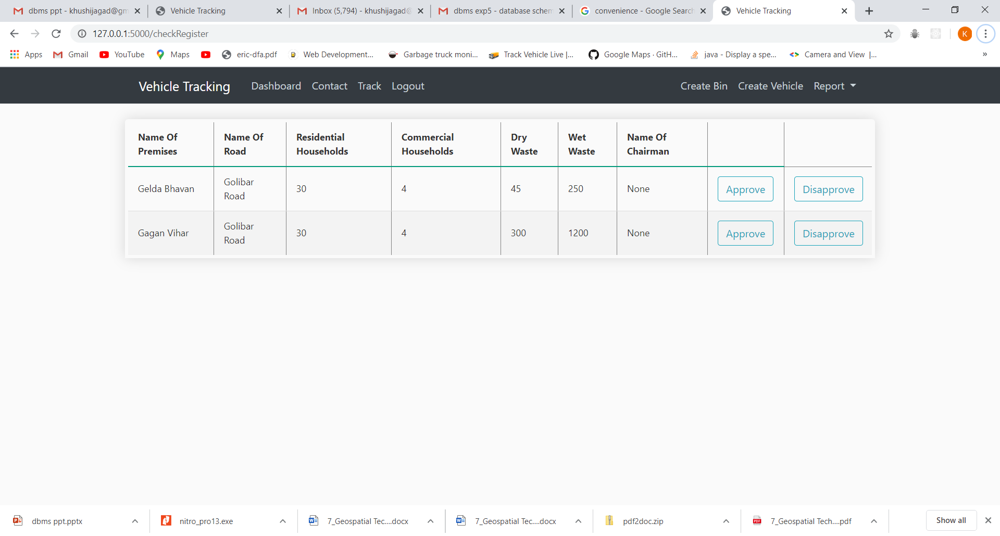 dbms ppt - khushijagad@gm
Vehicle Tracking
Inbox (5,794) - khushijagad@
dbms exp5 - database schem
convenience - Google Search
Vehicle Tracking
127.0.0.1:5000/checkRegister
K
Apps
Gmail
YouTube
Maps
eric-dfa.pdf
Web Development...
Garbage truck moni...
Track Vehicle Live |...
Google Maps · GitH...
java - Display a spe...
Camera and View |...
»
Vehicle Tracking
Dashboard
Contact
Track
Logout
Create Bin
Create Vehicle
Report
Name Of
Premises
Name Of
Road
Residential
Households
Commercial
Households
Dry
Waste
Wet
Waste
Name Of
Chairman
Gelda Bhavan
Golibar
Road
30
4
45
250
None
Approve
Disapprove
Gagan Vihar
Golibar
Road
30
4
300
1200
None
Approve
Disapprove
dbms ppt.pptx
nitro_pro13.exe
7_Geospatial Tec....docx
7_Geospatial Tec....docx
pdf2doc.zip
7_Geospatial Tech....pdf
Show all